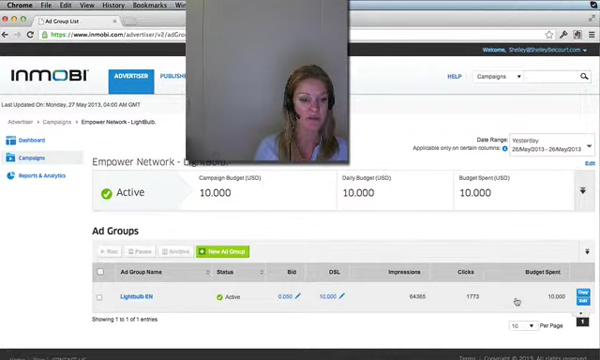 Chrome File Edit View History Bookmarks Win
Ad Group List
https://www.inmobi.com/advertiser/v2/adGro
Welcome, Shelley@ShelleyBetcourt.com
INMOBI ADVERTISER PUBLISH HELP Campaigns
Last Updated On: Monday, 27 May 2013, 04:00 AM GMT
Advertiser > Campaigns > Empower Network - LightBulb.
Dashboard
Campaigns
Reports & Analytics
Date Range:
Applicable only on certain columns:
Yesterday
26/May/2013 - 26/May/2013
Empower Network - LightBulb.
Edit
Active
Campaign Budget (USD)
10.000
Daily Budget (USD)
10.000
Budget Spent (USD)
10.000
Ad Groups
Run Pause Archive New Ad Group
Ad Group Name Status Bid DSL Impressions Clicks Budget Spent
Lightbulb EN Active 0.050 10.000 64365 1773 10.000
Copy
Edit
Showing 1 to 1 of 1 entries
10 Per Page 1